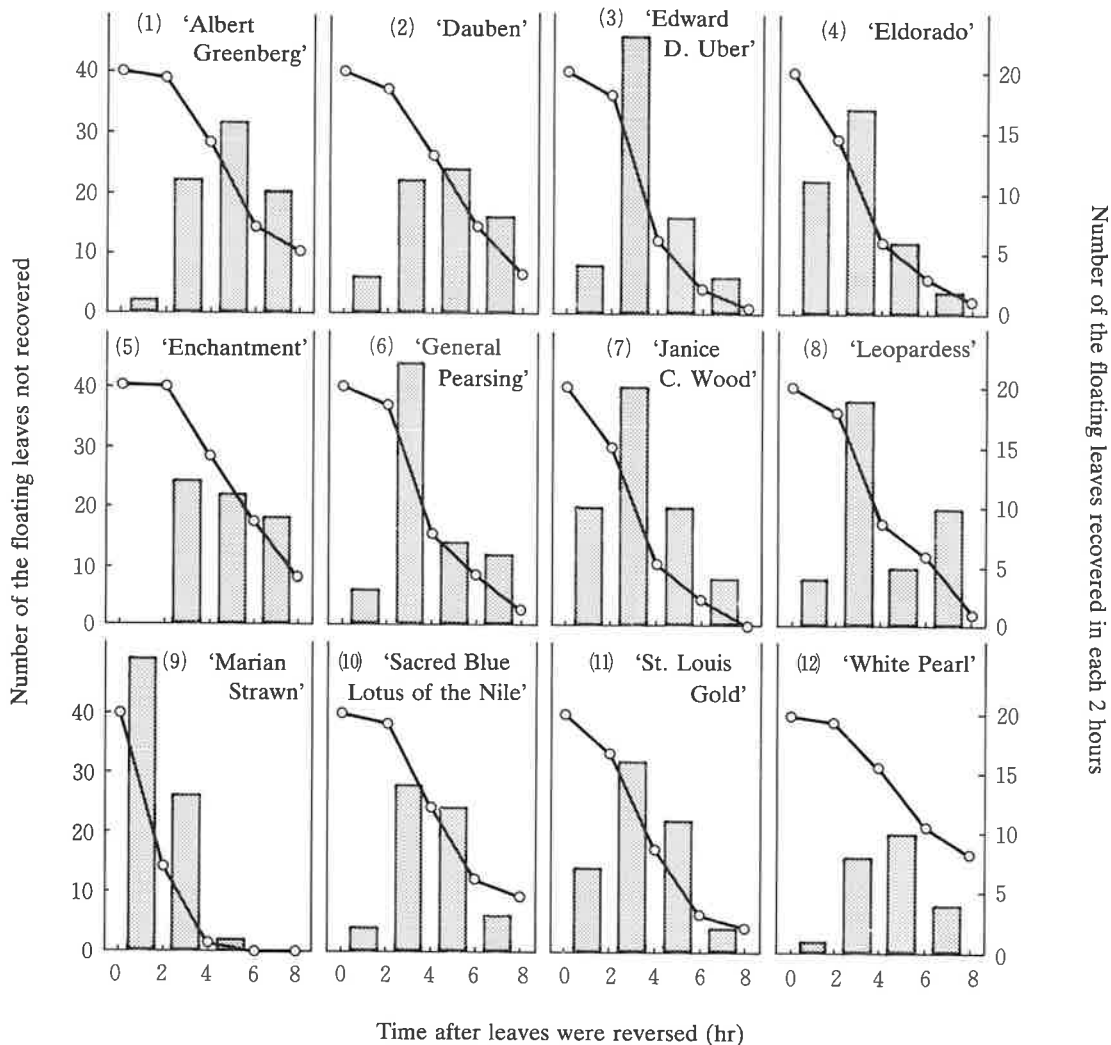 (1) 'Albert
Greenberg'
(2) 'Dauben'
(3) 'Edward
D. Uber'
(4) 'Eldorado'
40
30
20
10
0
20
15
10
5
0
(5) 'Enchantment'
(6) 'General
Pearsing'
(7) 'Janice
C. Wood'
(8) 'Leopardess'
40
30
20
10
0
20
15
10
5
0
(9) 'Marian
Strawn'
(10) 'Sacred Blue
Lotus of the Nile'
(11) 'St. Louis
Gold'
(12) 'White Pearl'
40
30
20
10
0
20
15
10
5
0
0 2 4 6 8 0 2 4 6 8 0 2 4 6 8 0 2 4 6 8
Time after leaves were reversed (hr)
Number of the floating leaves not recovered
Number of the floating leaves recovered in each 2 hours